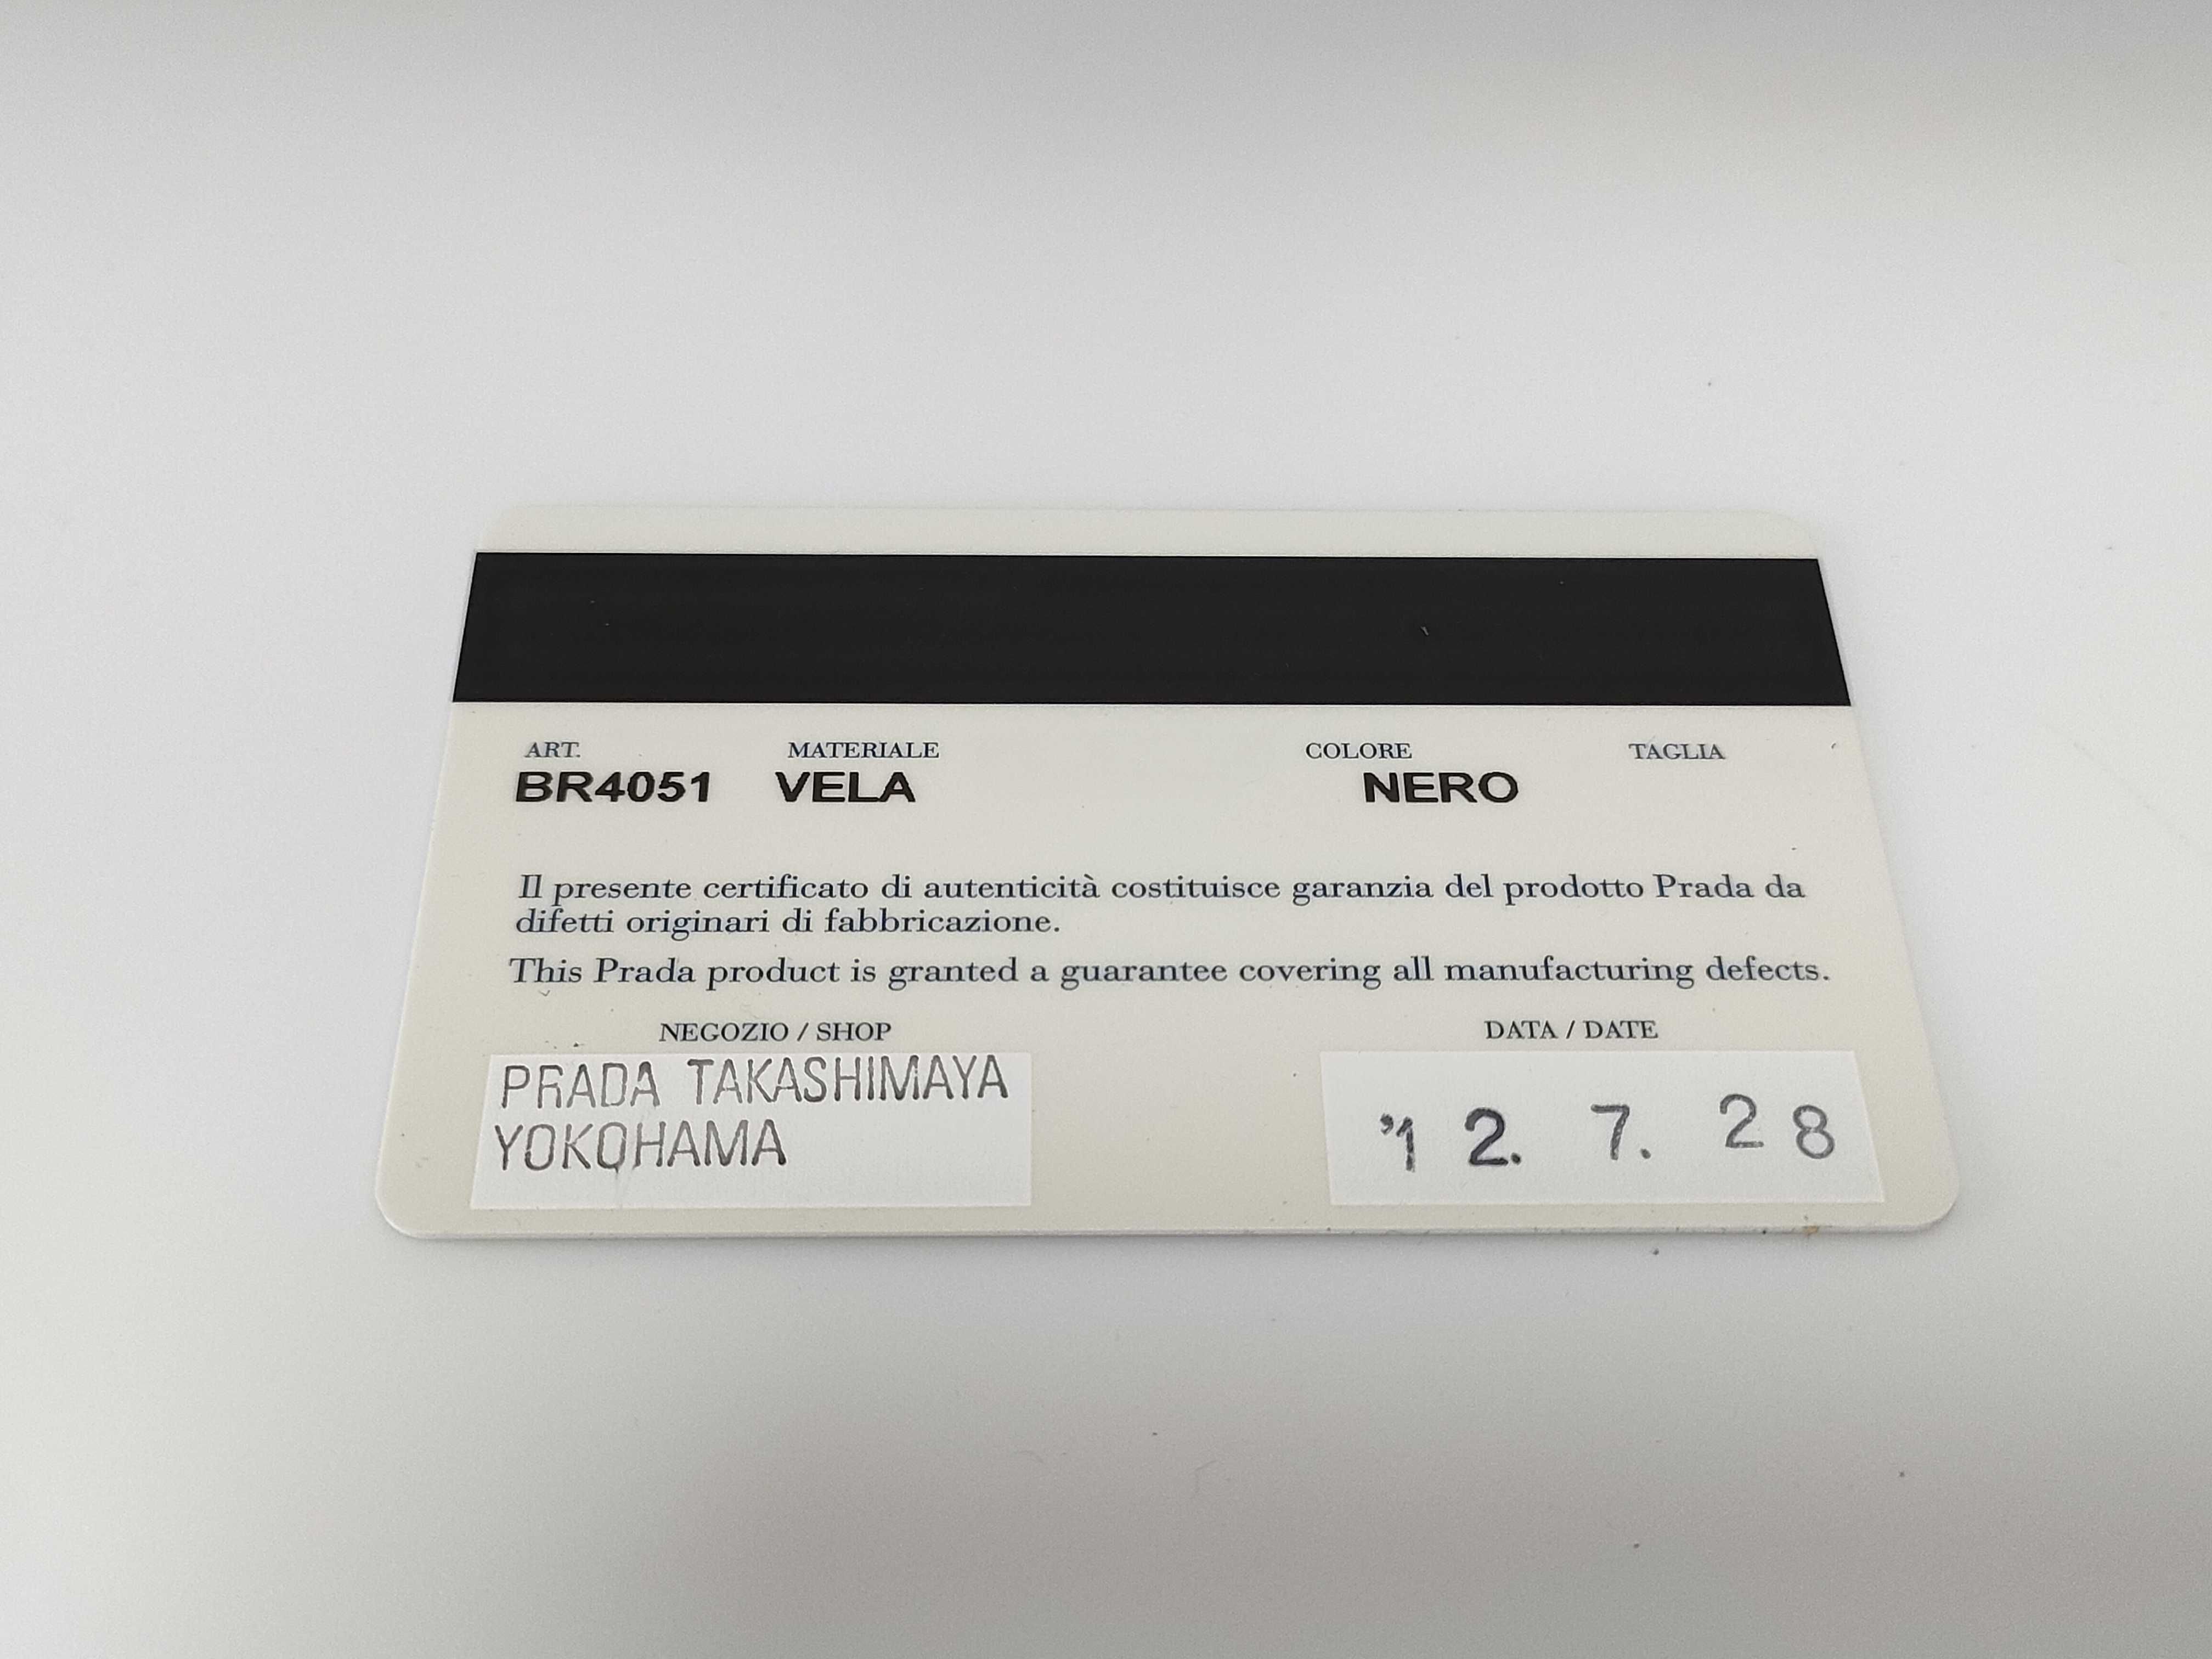 ART. MATERIALE COLORE TAGLIA
BR4051 VELA NERO
Il presente certificato di autenticità costituisce garanzia del prodotto Prada da
difetti originari di fabbricazione.
This Prada product is granted a guarantee covering all manufacturing defects.
NEGOZIO / SHOP DATA / DATE
PRADA TAKASHIMAYA
YOKOHAMA
'12. 7. 28